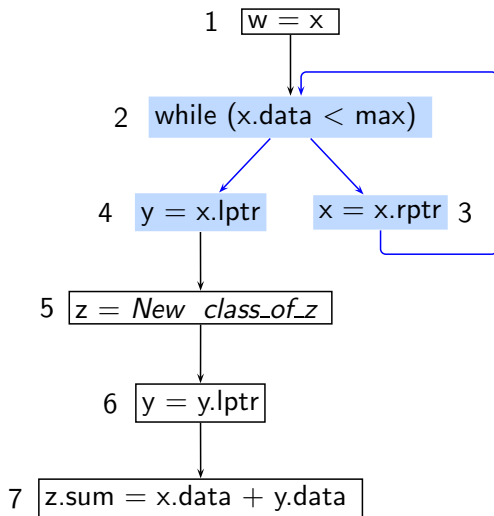 1 w = x
2 while (x.data < max)
4 y = x.lptr
x = x.rptr 3
5 z = New class_of_z
6 y = y.lptr
7 z.sum = x.data + y.data